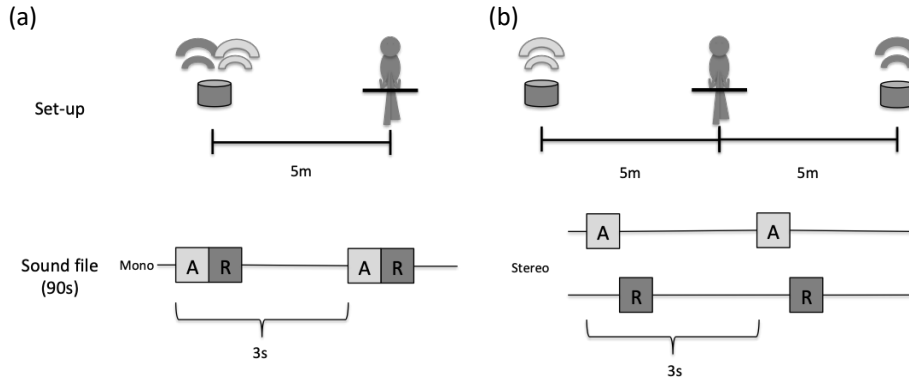 (a)
(b)
Set-up
5m
5m
5m
Sound file
(90s)
Mono
A R
A R
3s
Stereo
A
A
R
R
3s